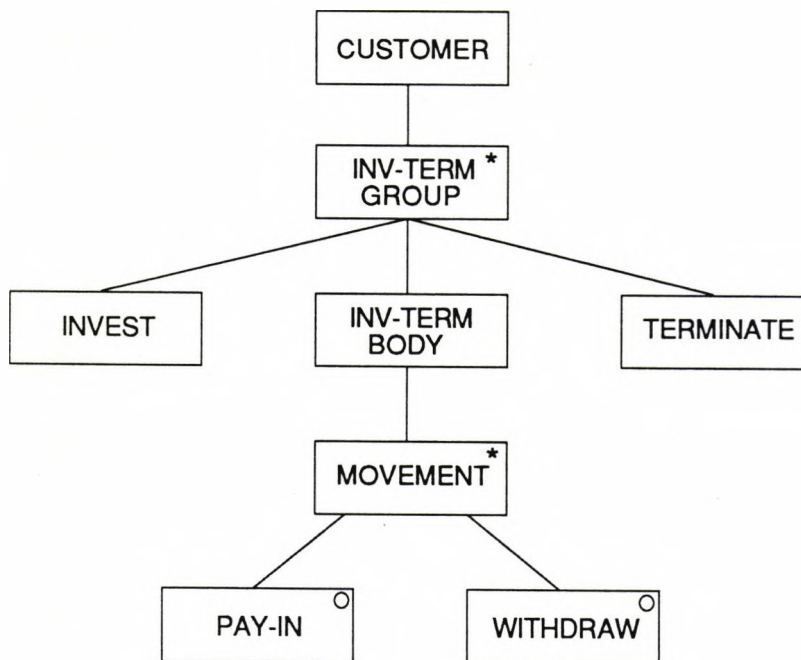 CUSTOMER
INV-TERM *
GROUP
INVEST
INV-TERM
BODY
TERMINATE
MOVEMENT *
PAY-IN
WITHDRAW